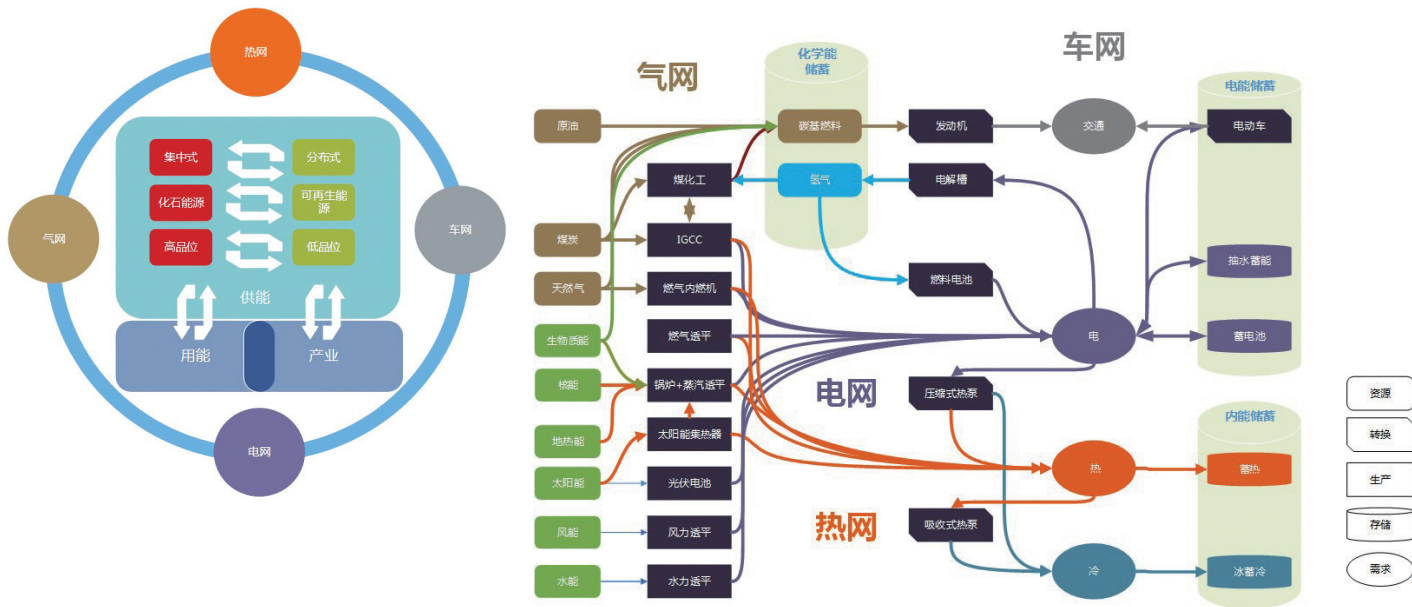 热网
集中式
分布式
化石能源
可再生能
源
高品位
低品位
供能
用能
产业
气网
车网
电网
气网
车网
电网
热网
化学能
储蓄
电能储蓄
内能储蓄
原油
碳基燃料
发动机
交通
电动车
煤化工
氢气
电解槽
煤炭
IGCC
抽水蓄能
天然气
燃气内燃机
燃料电池
生物质能
燃气透平
电
蓄电池
核能
锅炉+蒸汽透平
压缩式热泵
地热能
太阳能集热器
热
蓄热
太阳能
光伏电池
风能
风力透平
吸收式热泵
水能
水力透平
冷
冰蓄冷
资源
转换
生产
存储
需求